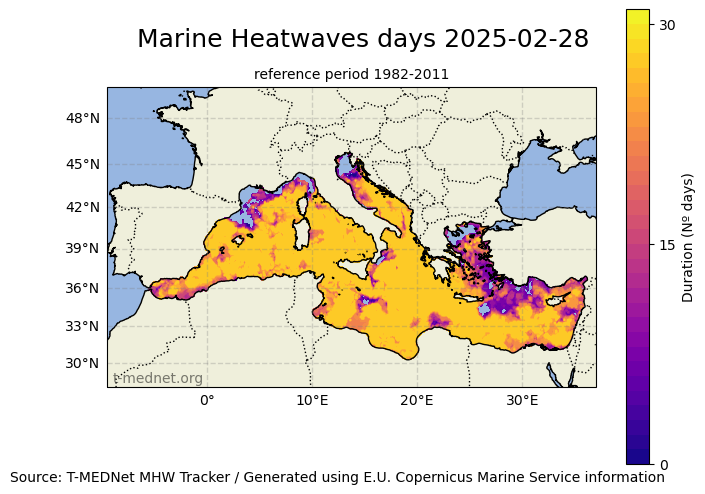 Marine Heatwaves days 2025-02-28
reference period 1982-2011
48°N
45°N
42°N
39°N
36°N
33°N
30°N
t-mednet.org
0°
10°E
20°E
30°E
30
15
0
Duration (Nº days)
Source: T-MEDNet MHW Tracker / Generated using E.U. Copernicus Marine Service information